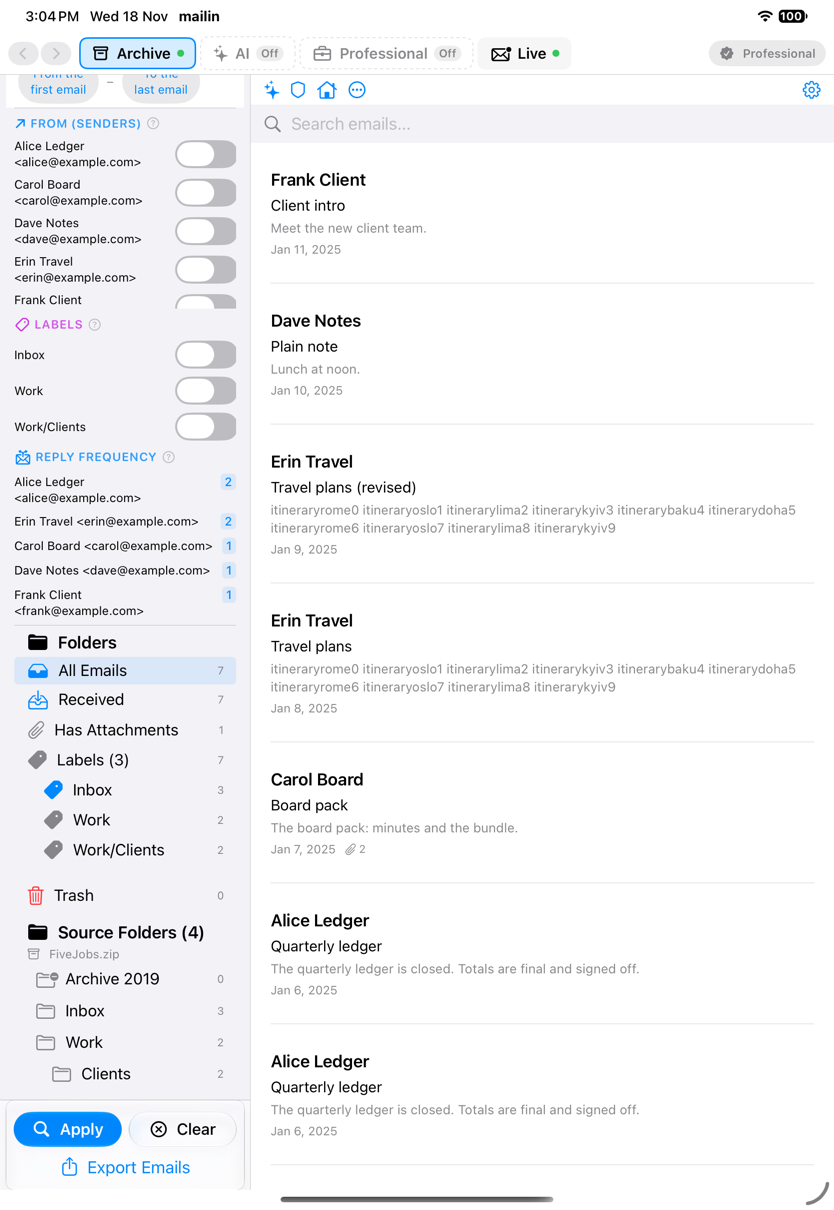 3:04 PM Wed 18 Nov mailin 100
Archive AI Off Professional Off Live Professional
From the first email – To the last email
FROM (SENDERS) ?
Alice Ledger
<alice@example.com>
Carol Board
<carol@example.com>
Dave Notes
<dave@example.com>
Erin Travel
<erin@example.com>
Frank Client
LABELS ?
Inbox
Work
Work/Clients
REPLY FREQUENCY ?
Alice Ledger 2
<alice@example.com>
Erin Travel <erin@example.com> 2
Carol Board <carol@example.com> 1
Dave Notes <dave@example.com> 1
Frank Client 1
<frank@example.com>
Folders
All Emails 7
Received 7
Has Attachments 1
Labels (3) 7
Inbox 3
Work 2
Work/Clients 2
Trash 0
Source Folders (4)
FiveJobs.zip
Archive 2019 0
Inbox 3
Work 2
Clients 2
Apply Clear
Export Emails
Search emails...
Frank Client
Client intro
Meet the new client team.
Jan 11, 2025
Dave Notes
Plain note
Lunch at noon.
Jan 10, 2025
Erin Travel
Travel plans (revised)
itineraryrome0 itineraryoslo1 itinerarylima2 itinerarykyiv3 itinerarybaku4 itinerarydoha5
itineraryrome6 itineraryoslo7 itinerarylima8 itinerarykyiv9
Jan 9, 2025
Erin Travel
Travel plans
itineraryrome0 itineraryoslo1 itinerarylima2 itinerarykyiv3 itinerarybaku4 itinerarydoha5
itineraryrome6 itineraryoslo7 itinerarylima8 itinerarykyiv9
Jan 8, 2025
Carol Board
Board pack
The board pack: minutes and the bundle.
Jan 7, 2025 2
Alice Ledger
Quarterly ledger
The quarterly ledger is closed. Totals are final and signed off.
Jan 6, 2025
Alice Ledger
Quarterly ledger
The quarterly ledger is closed. Totals are final and signed off.
Jan 6, 2025